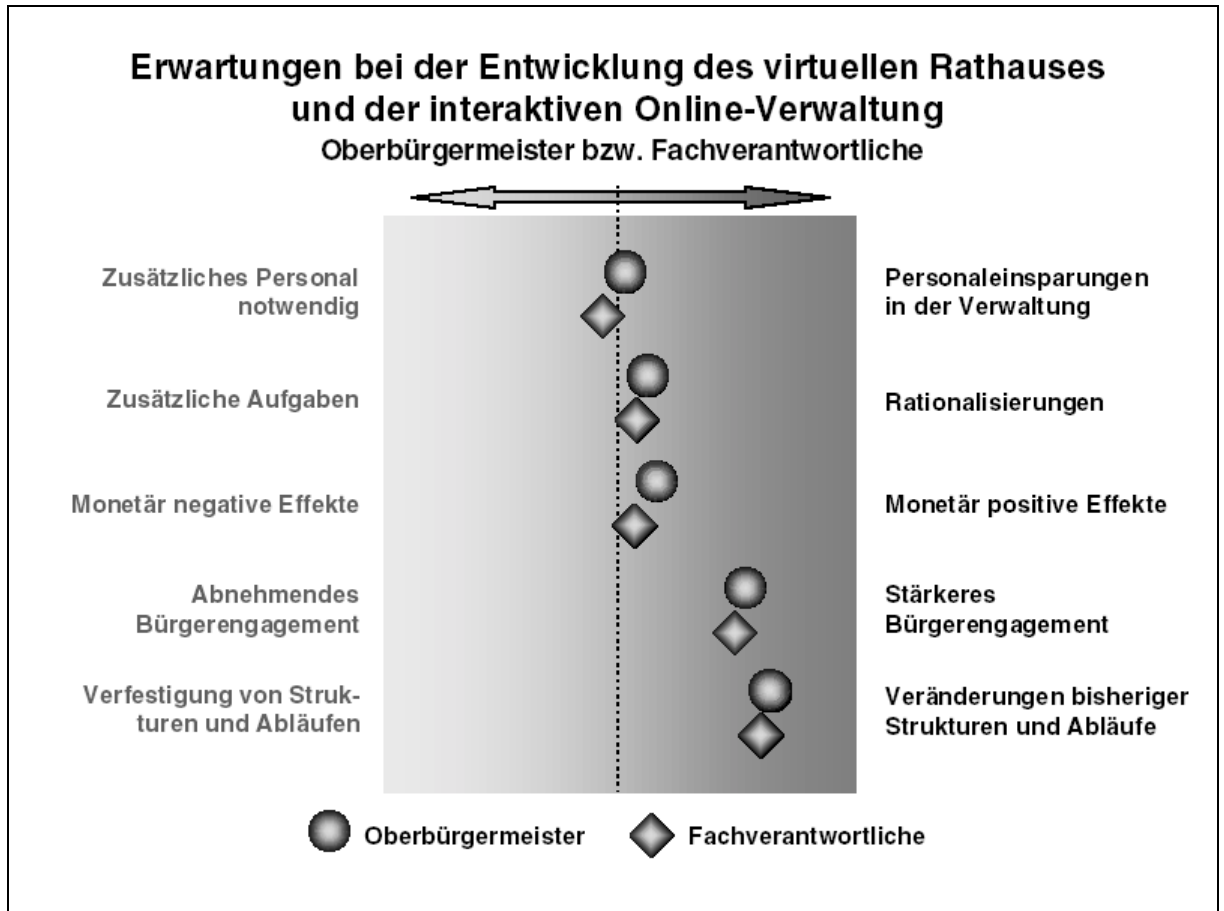 Erwartungen bei der Entwicklung des virtuellen Rathauses
und der interaktiven Online-Verwaltung
Oberbürgermeister bzw. Fachverantwortliche
Zusätzliches Personal
notwendig
Personaleinsparungen
in der Verwaltung
Zusätzliche Aufgaben
Rationalisierungen
Monetär negative Effekte
Monetär positive Effekte
Abnehmendes
Bürgerengagement
Stärkeres
Bürgerengagement
Verfestigung von Struk-
turen und Abläufen
Veränderungen bisheriger
Strukturen und Abläufe
Oberbürgermeister
Fachverantwortliche